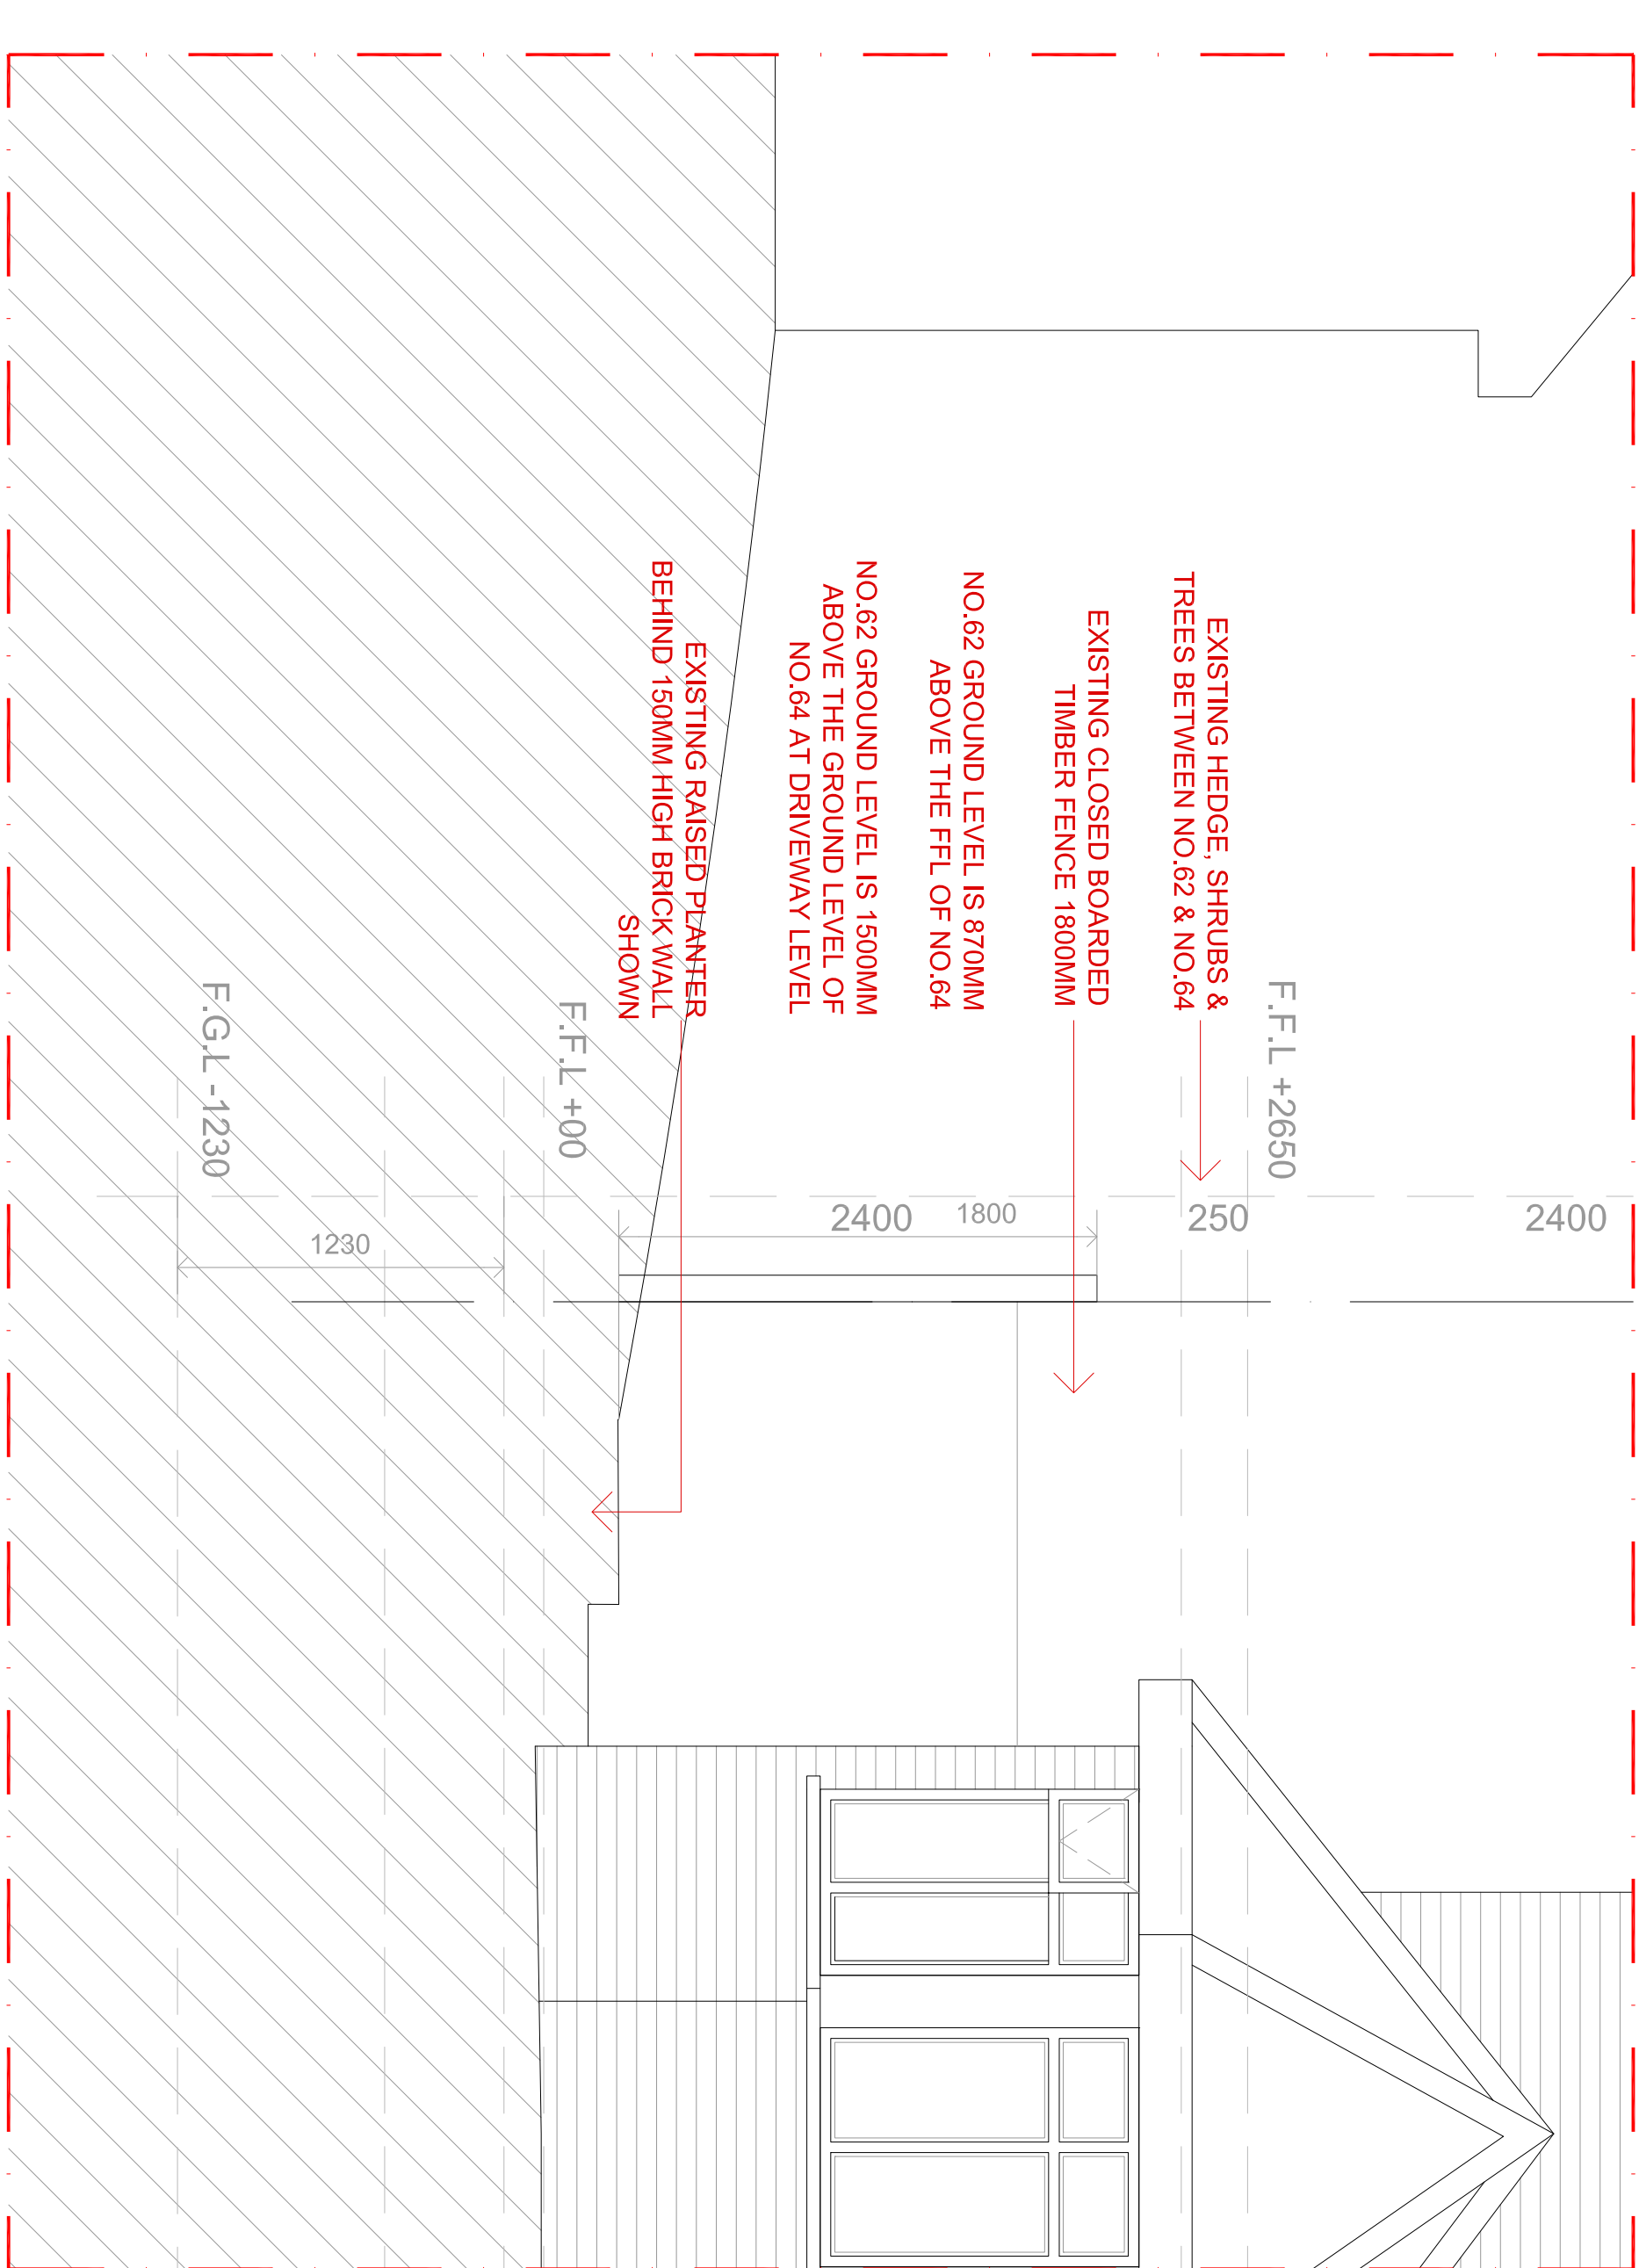 F.F.L +2650
2400
250
2400
1800
EXISTING HEDGE, SHRUBS &
TREES BETWEEN NO.62 & NO.64
EXISTING CLOSED BOARDED
TIMBER FENCE 1800MM
NO.62 GROUND LEVEL IS 870MM
ABOVE THE FFL OF NO.64
NO.62 GROUND LEVEL IS 1500MM
ABOVE THE GROUND LEVEL OF
NO.64 AT DRIVEWAY LEVEL
EXISTING RAISED PLANTER
BEHIND 150MM HIGH BRICK WALL
SHOWN
F.F.L +00
1230
F.G.L -1230